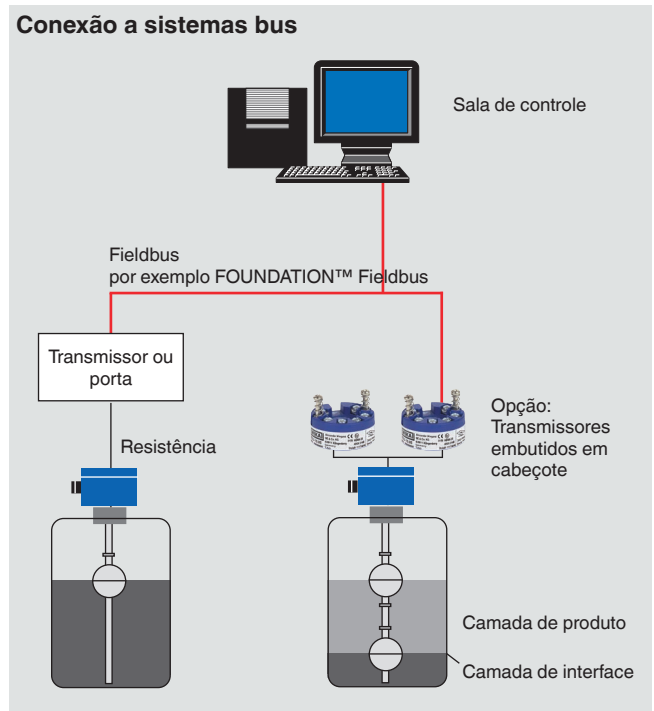 Conexão a sistemas bus
Sala de controle
Fieldbus
por exemplo FOUNDATION™ Fieldbus
Transmissor ou
porta
Resistência
Opção:
Transmissores
embutidos em
cabeçote
Camada de produto
Camada de interface